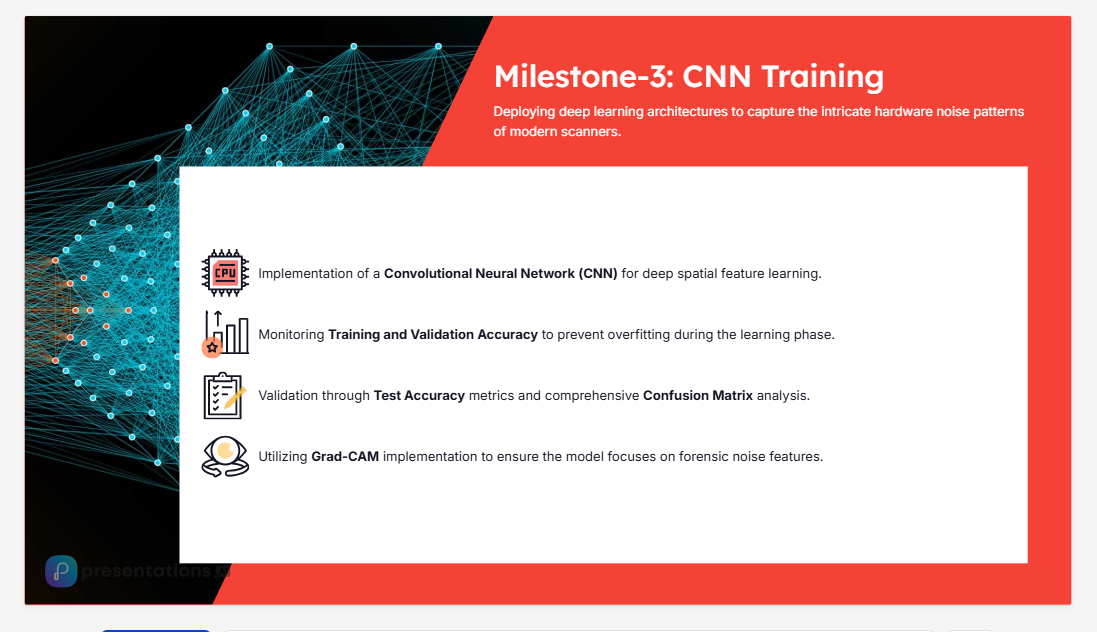 Milestone-3: CNN Training
Deploying deep learning architectures to capture the intricate hardware noise patterns
of modern scanners.
CPU
Implementation of a Convolutional Neural Network (CNN) for deep spatial feature learning.
Monitoring Training and Validation Accuracy to prevent overfitting during the learning phase.
Validation through Test Accuracy metrics and comprehensive Confusion Matrix analysis.
Utilizing Grad-CAM implementation to ensure the model focuses on forensic noise features.
presentations